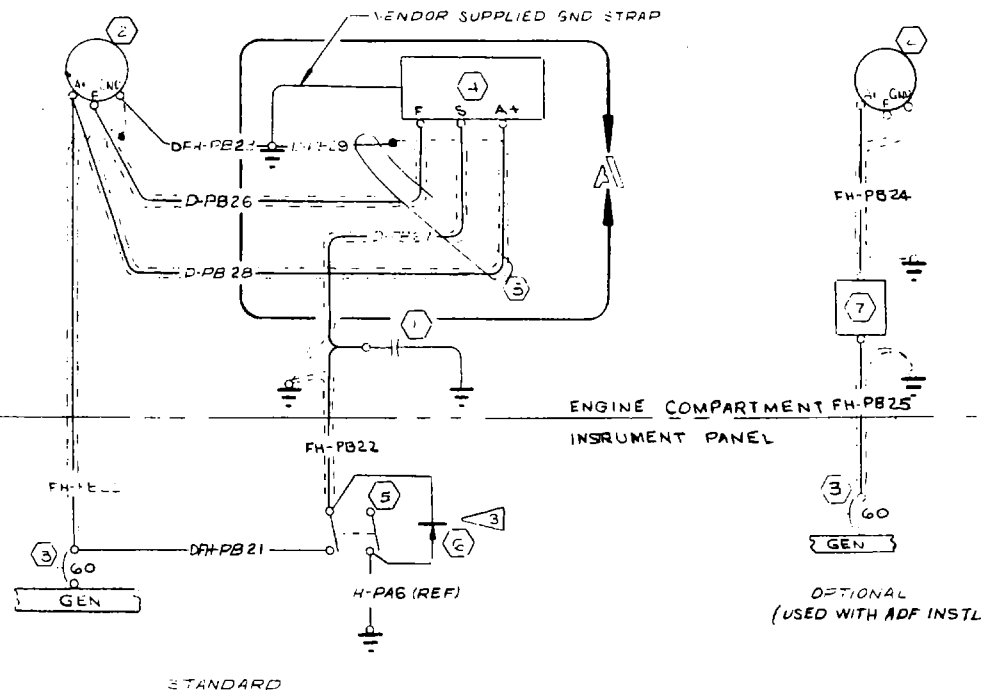 VENDOR SUPPLIED GND STRAP
2
A+
F
GND
4
F
S
A+
DFH-PB23
D-PB26
D-PB28
3
A
1
A+
F
GND
FH-PB24
7
ENGINE COMPARTMENT
FH-PB25
INSRUMENT PANEL
FH-PB22
5
3
6
DFH-PB21
3
60
GEN
H-PA6 (REF)
3
60
GEN
OPTIONAL
(USED WITH ADF INSTL
STANDARD